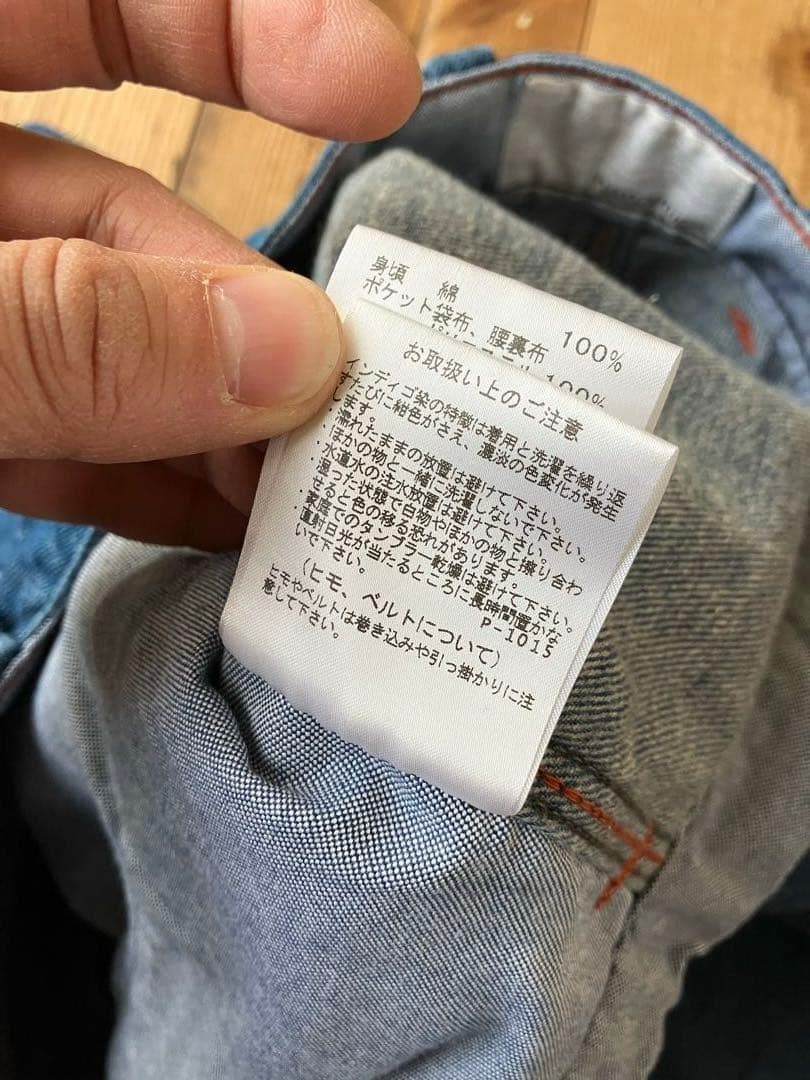 身頃 綿 100%
ポケット袋布、腰裏布
100%
お取扱い上のご注意
インディゴ染の特徴は着用と洗濯を繰り返
すたびに紺色がさえ、濃淡の色変化が発生
します。
・濡れたままの放置は避けて下さい。
・ほかの物と一緒に洗濯しないで下さい。
・水道水の注水放置は避けて下さい。
・湿った状態で白物やほかの物と擦り合わ
せると色の移る恐れがあります。
・家庭でのタンブラー乾燥は避けて下さい。
・直射日光が当たるところに長時間置かな
いで下さい。
P-1015
(ヒモ、ベルトについて)
ヒモやベルトは巻き込みや引っ掛かりに注
意して下さい。